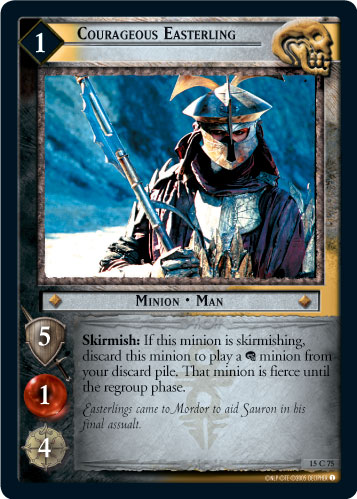 1
Courageous Easterling
Minion • Man
5
Skirmish: If this minion is skirmishing,
discard this minion to play a minion from
your discard pile. That minion is fierce until
the regroup phase.
1
Easterlings came to Mordor to aid Sauron in his
final assualt.
4
15 C 75